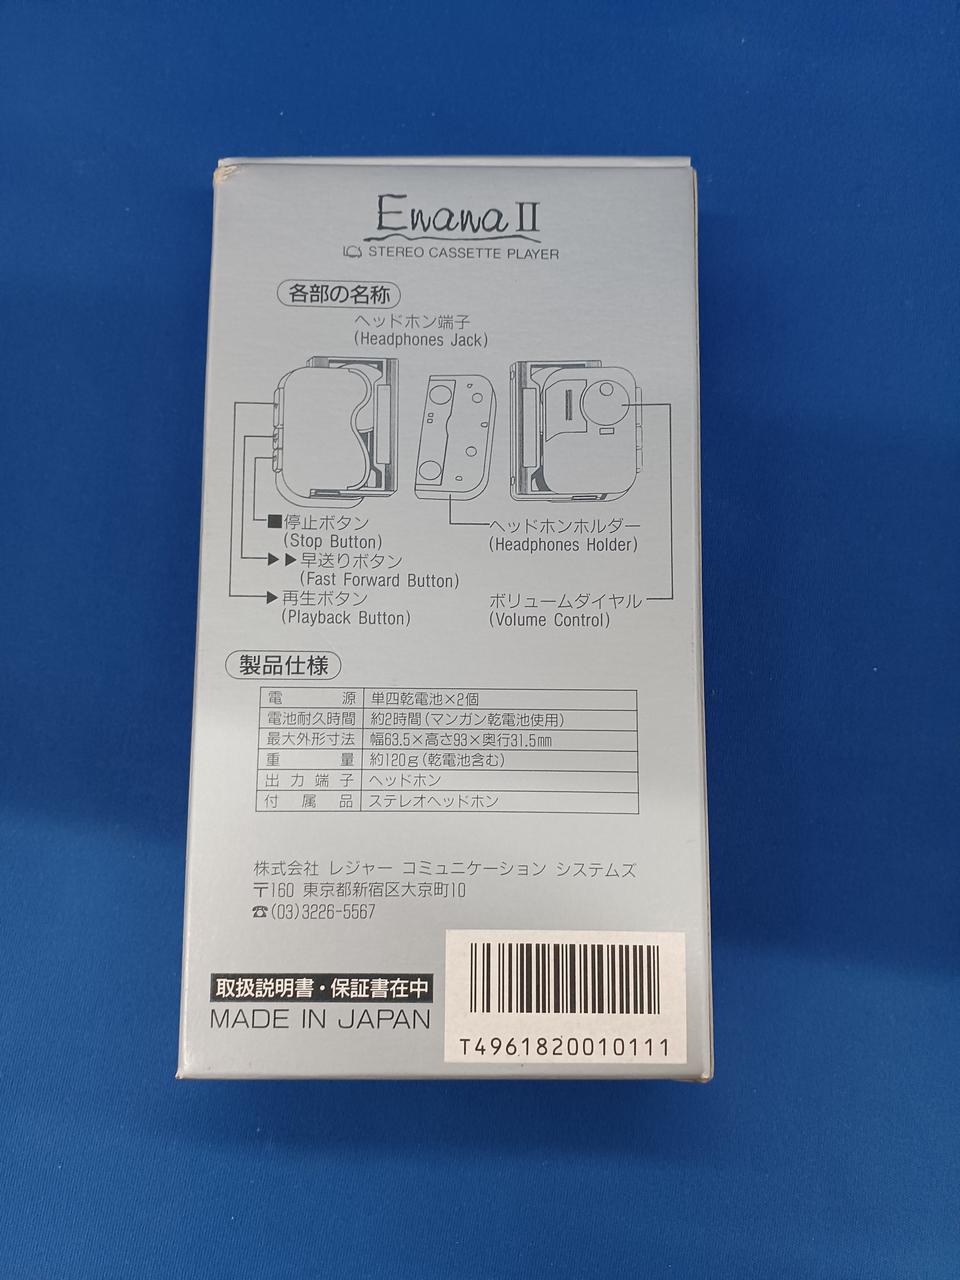 Enana II
LCS STEREO CASSETTE PLAYER
各部の名称
ヘッドホン端子
(Headphones Jack)
■停止ボタン
(Stop Button)
▶▶早送りボタン
(Fast Forward Button)
▶再生ボタン
(Playback Button)
ヘッドホンホルダー
(Headphones Holder)
ボリュームダイヤル
(Volume Control)
製品仕様
電源 単四乾電池×2個
電池耐久時間 約2時間(マンガン乾電池使用)
最大外形寸法 幅63.5×高さ93×奥行31.5mm
重量 約120g(乾電池含む)
出力端子 ヘッドホン
付属品 ステレオヘッドホン
株式会社 レジャー コミュニケーション システムズ
〒160 東京都新宿区大京町10
☎(03)3226-5567
取扱説明書・保証書在中
MADE IN JAPAN
T4961820010111